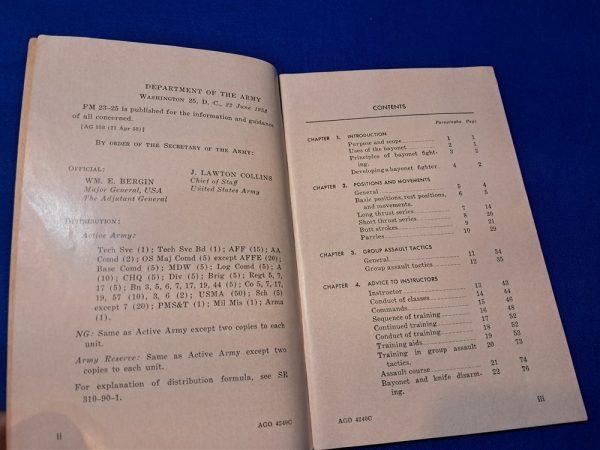 DEPARTMENT OF THE ARMY
WASHINGTON 25, D. C., 22 June 1953
FM 23-25 is published for the information and guidance
of all concerned.
[AG 353 (21 Apr 53)]
BY ORDER OF THE SECRETARY OF THE ARMY:
OFFICIAL:
WM. E. BERGIN
Major General, USA
The Adjutant General
J. LAWTON COLLINS
Chief of Staff
United States Army
DISTRIBUTION:
Active Army:
Tech Svc (1); Tech Svc Bd (1); AFF (15); AA
Comd (2); OS Maj Comd (5) except AFFE (20);
Base Comd (5); MDW (5); Log Comd (5); A
(10); CHQ (5); Div (5); Brig (5); Regt 5, 7,
17 (5); Bn 3, 5, 6, 7, 17, 19, 44 (5); Co 5, 7, 17,
19, 57 (10), 3, 6 (2); USMA (50); Sch (5)
except 7 (20); PMS&T (1); Mil Mis (1); Arma
(1).
NG: Same as Active Army except two copies to each
unit.
Army Reserve: Same as Active Army except two
copies to each unit.
For explanation of distribution formula, see SR
310-90-1.
ii
AGO 4240C
CONTENTS
Paragraphs Page
CHAPTER 1. INTRODUCTION
Purpose and scope 1 1
Uses of the bayonet 2 1
Principles of bayonet fight- 3 2
ing.
Developing a bayonet fighter 4 2
CHAPTER 2. POSITIONS AND MOVEMENTS
General 5 4
Basic positions, rest positions, 6 5
and movements.
Long thrust series 7 14
Short thrust series 8 20
Butt strokes 9 21
Parries 10 29
CHAPTER 3. GROUP ASSAULT TACTICS
General 11 34
Group assault tactics 12 35
CHAPTER 4. ADVICE TO INSTRUCTORS
Instructor 13 43
Conduct of classes 14 44
Commands 15 46
Sequence of training 16 48
Continued training 17 52
Conduct of training 18 52
Training aids 19 53
Training in group assault 20 73
tactics.
Assault course 21 74
Bayonet and knife disarm- 22 76
ing.
AGO 4240C
iii